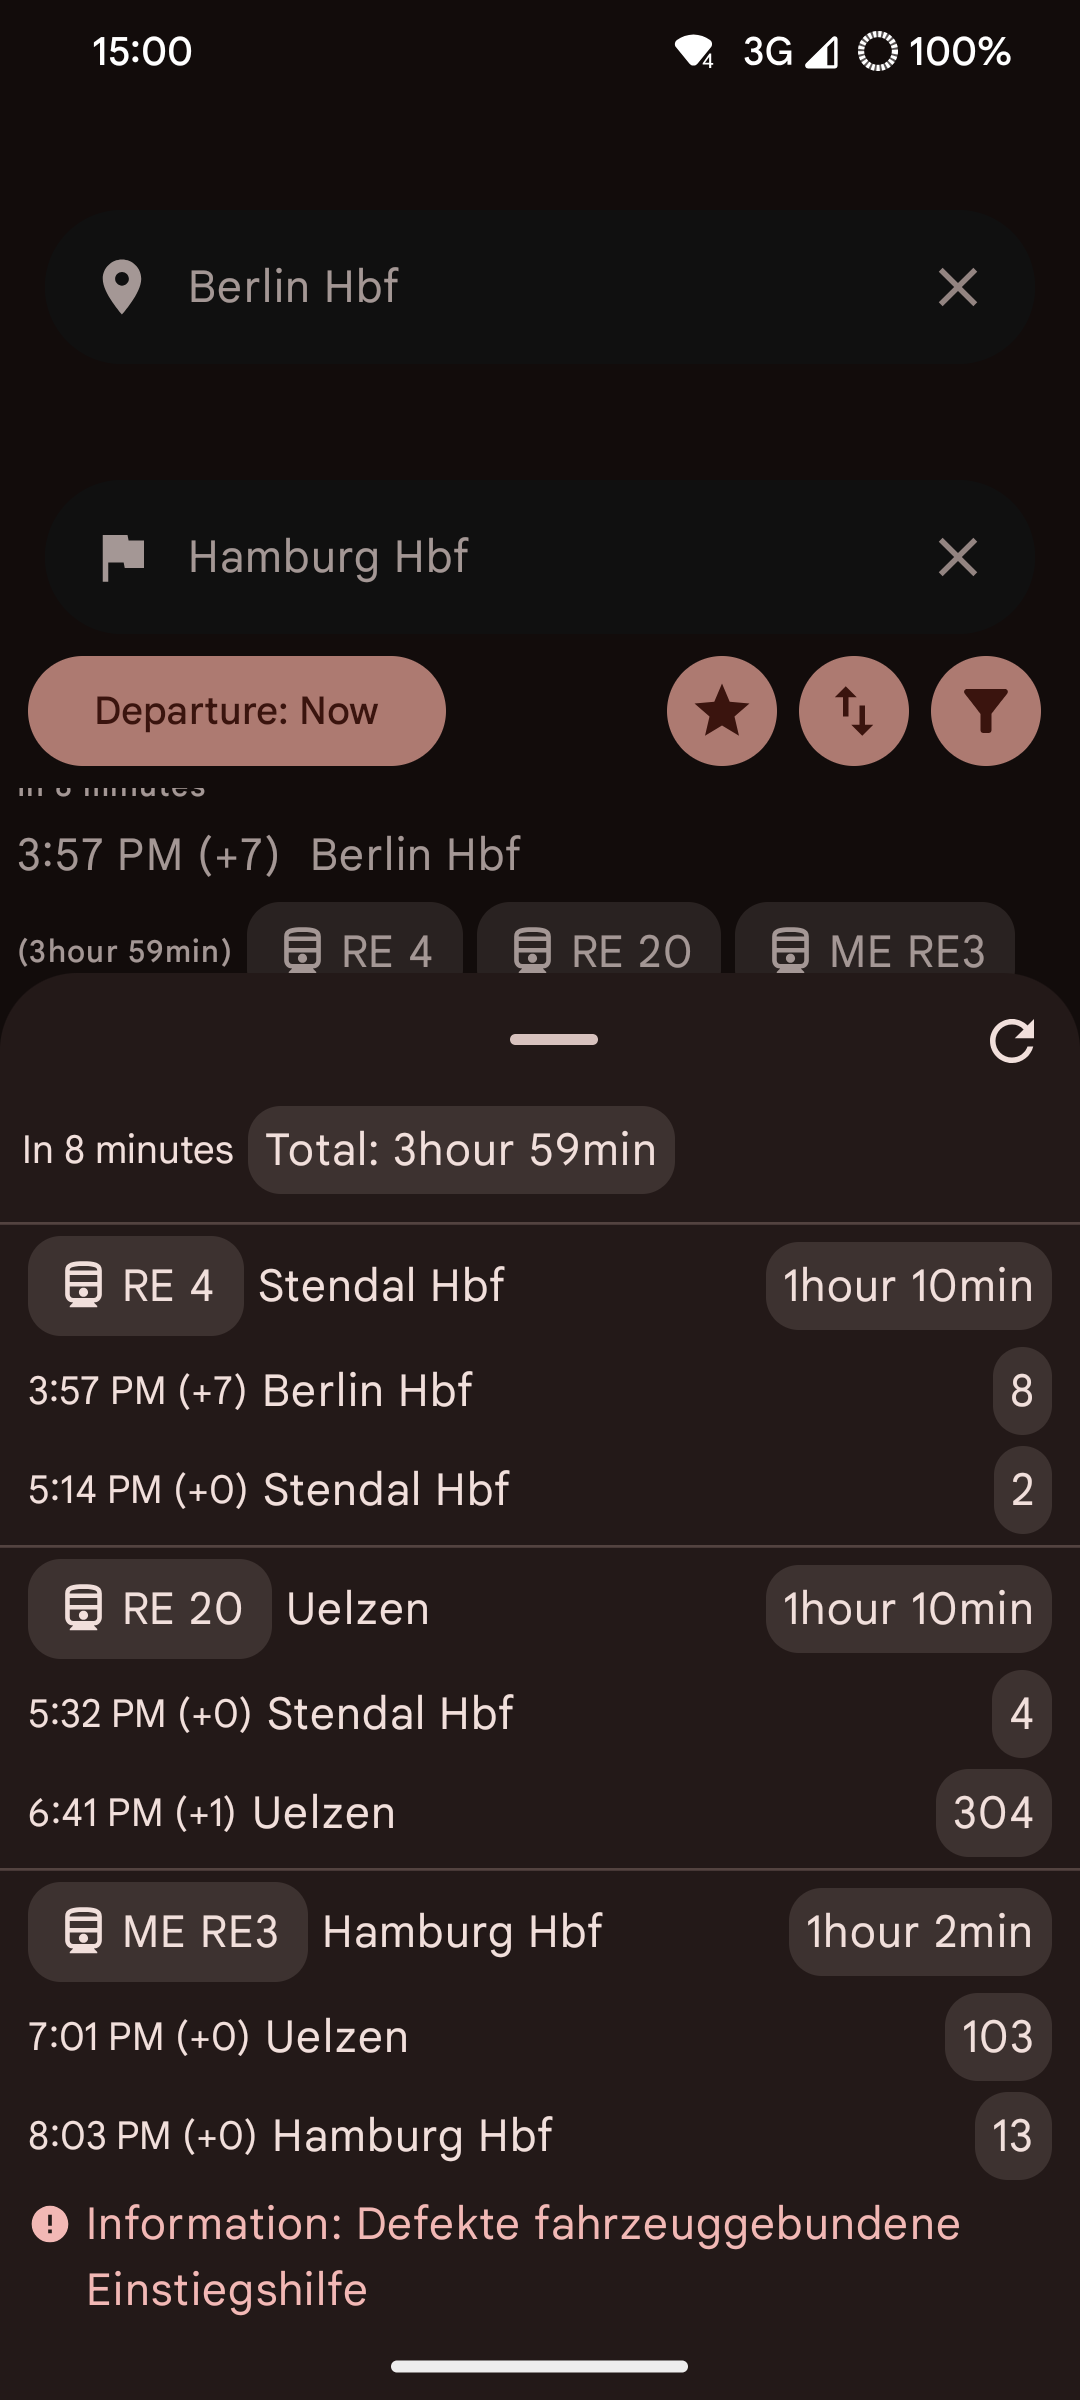 15:00
3G 100%
Berlin Hbf
Hamburg Hbf
Departure: Now
In 8 minutes
3:57 PM (+7) Berlin Hbf
(3hour 59min) RE 4 RE 20 ME RE3
In 8 minutes Total: 3hour 59min
RE 4 Stendal Hbf 1hour 10min
3:57 PM (+7) Berlin Hbf 8
5:14 PM (+0) Stendal Hbf 2
RE 20 Uelzen 1hour 10min
5:32 PM (+0) Stendal Hbf 4
6:41 PM (+1) Uelzen 304
ME RE3 Hamburg Hbf 1hour 2min
7:01 PM (+0) Uelzen 103
8:03 PM (+0) Hamburg Hbf 13
Information: Defekte fahrzeuggebundene
Einstiegshilfe